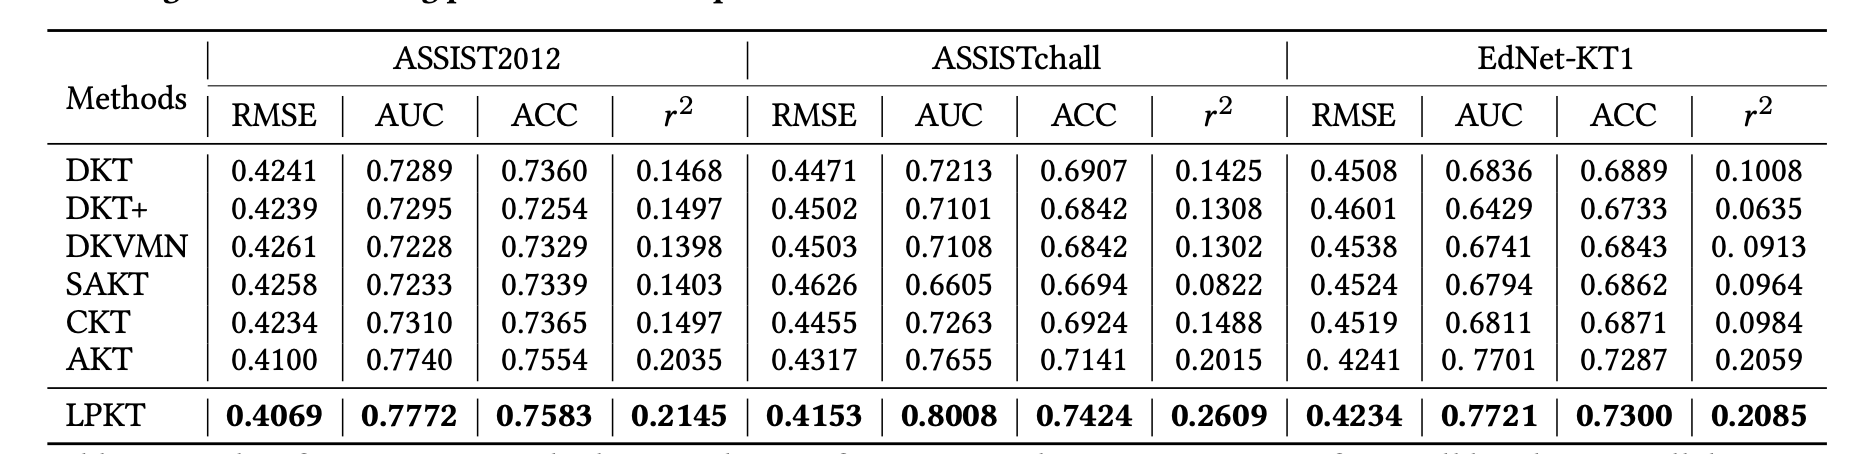 ASSIST2012 ASSISTchall EdNet-KT1
Methods
RMSE AUC ACC r² RMSE AUC ACC r² RMSE AUC ACC r²
DKT 0.4241 0.7289 0.7360 0.1468 0.4471 0.7213 0.6907 0.1425 0.4508 0.6836 0.6889 0.1008
DKT+ 0.4239 0.7295 0.7254 0.1497 0.4502 0.7101 0.6842 0.1308 0.4601 0.6429 0.6733 0.0635
DKVMN 0.4261 0.7228 0.7329 0.1398 0.4503 0.7108 0.6842 0.1302 0.4538 0.6741 0.6843 0. 0913
SAKT 0.4258 0.7233 0.7339 0.1403 0.4626 0.6605 0.6694 0.0822 0.4524 0.6794 0.6862 0.0964
CKT 0.4234 0.7310 0.7365 0.1497 0.4455 0.7263 0.6924 0.1488 0.4519 0.6811 0.6871 0.0984
AKT 0.4100 0.7740 0.7554 0.2035 0.4317 0.7655 0.7141 0.2015 0. 4241 0. 7701 0.7287 0.2059
LPKT 0.4069 0.7772 0.7583 0.2145 0.4153 0.8008 0.7424 0.2609 0.4234 0.7721 0.7300 0.2085